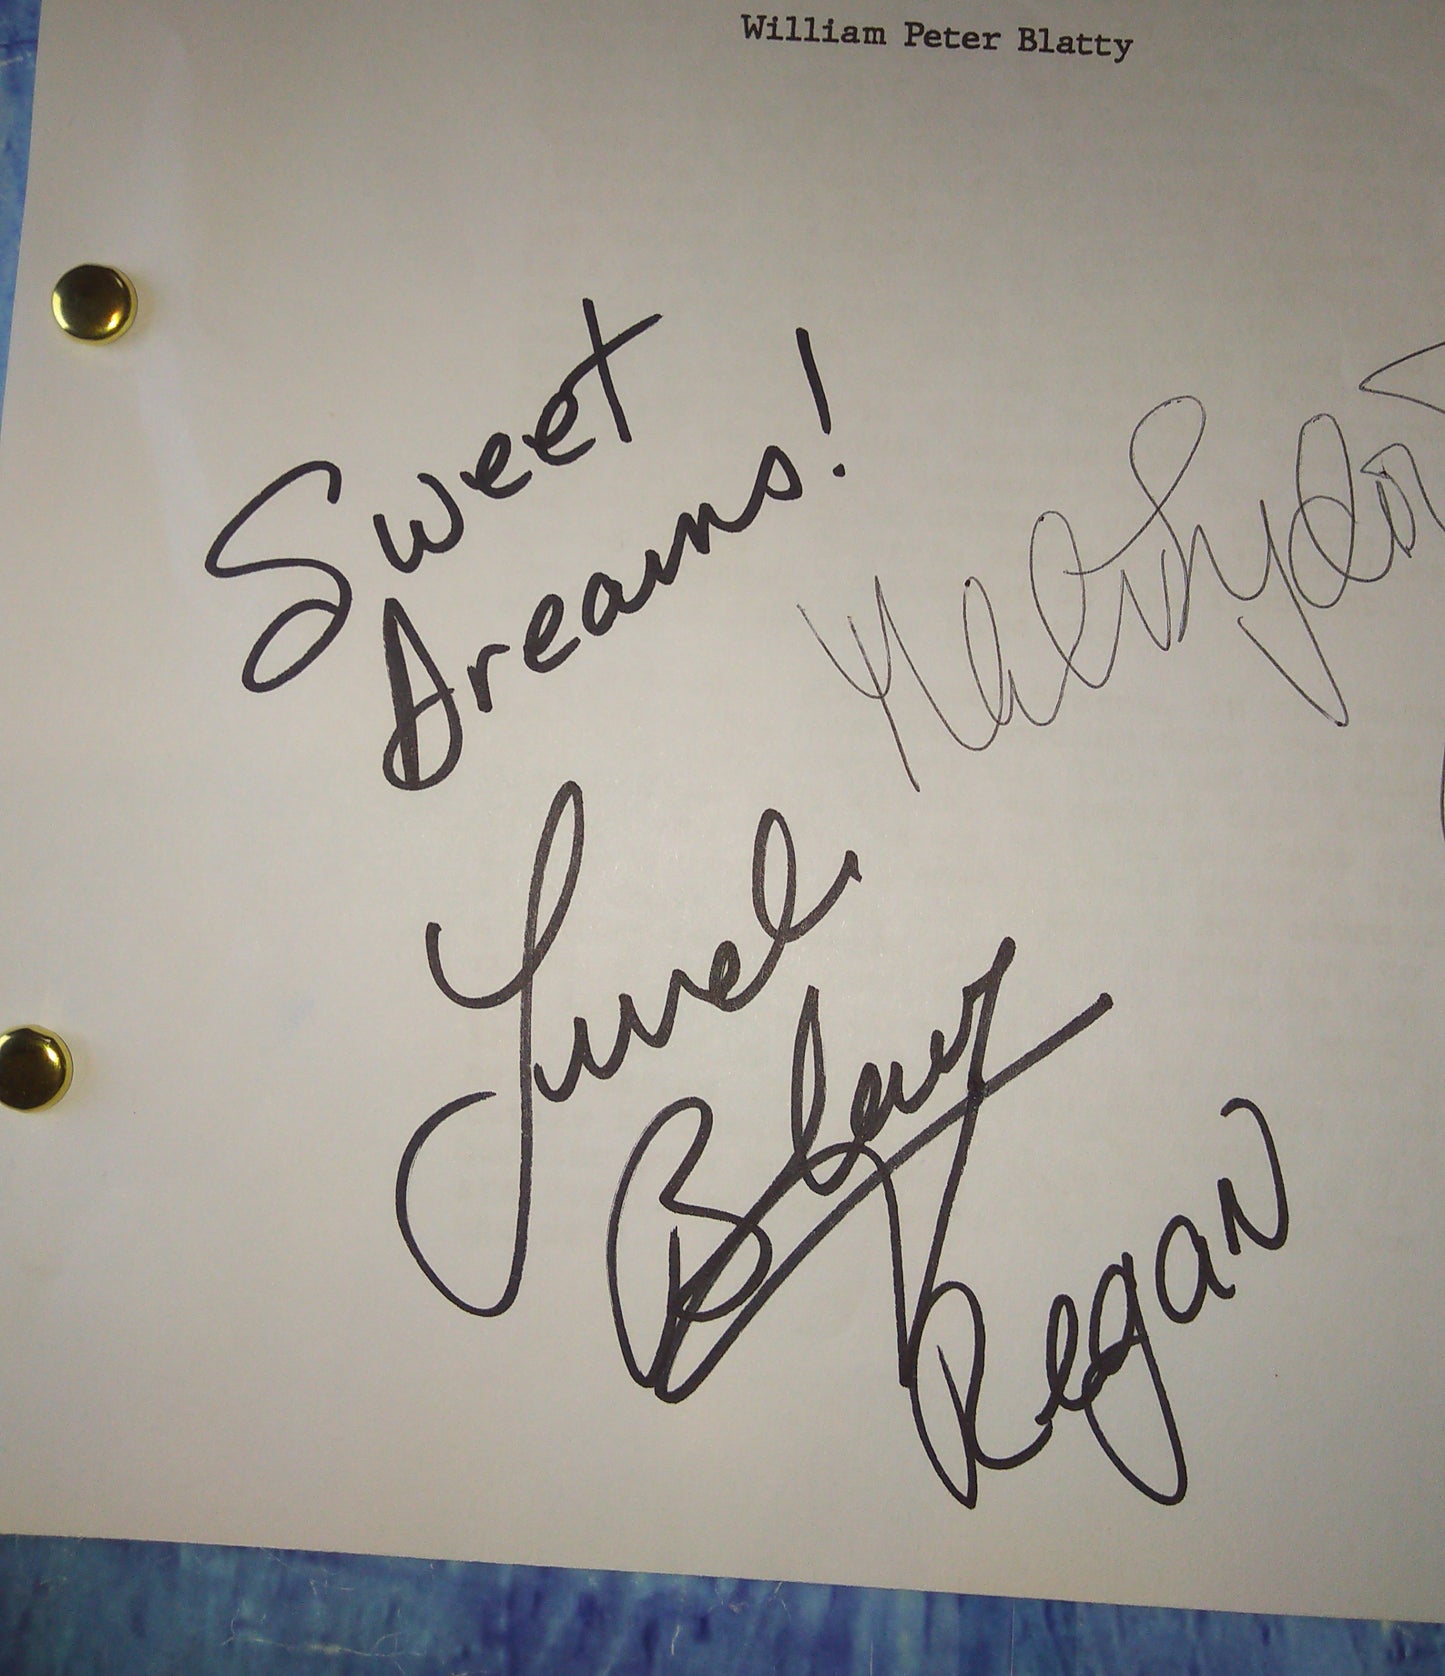 William Peter Blatty
Sweet
Dreams!
Linda
Blair
Regan